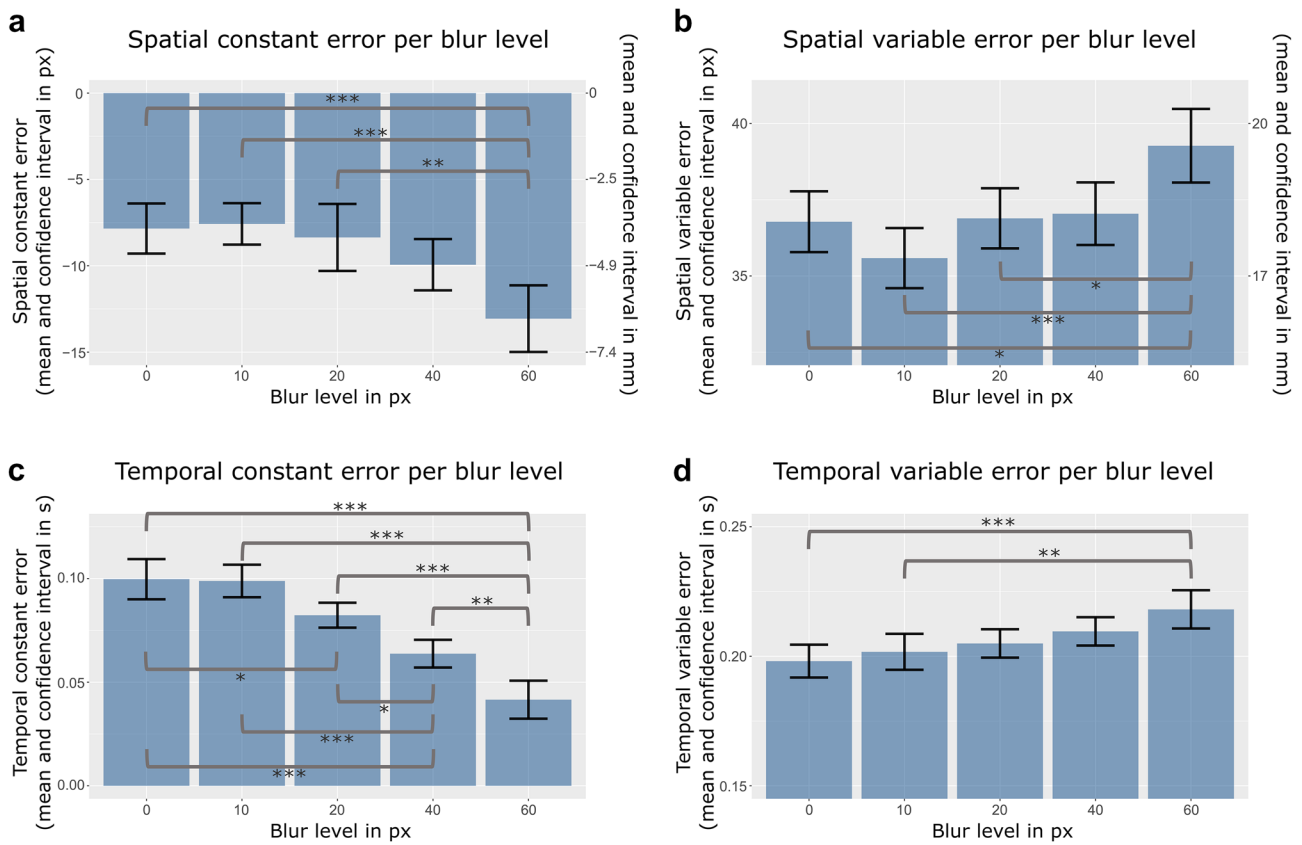 a
Spatial constant error per blur level
Spatial constant error
(mean and confidence interval in px)
(mean and confidence interval in mm)
0
−5
−10
−15
0
−2.5
−4.9
−7.4
***
***
**
0 10 20 40 60
Blur level in px
b
Spatial variable error per blur level
Spatial variable error
(mean and confidence interval in px)
(mean and confidence interval in mm)
40
35
20
17
*
***
*
0 10 20 40 60
Blur level in px
c
Temporal constant error per blur level
Temporal constant error
(mean and confidence interval in s)
0.10
0.05
0.00
***
***
***
**
*
*
***
***
0 10 20 40 60
Blur level in px
d
Temporal variable error per blur level
Temporal variable error
(mean and confidence interval in s)
0.25
0.20
0.15
***
**
0 10 20 40 60
Blur level in px